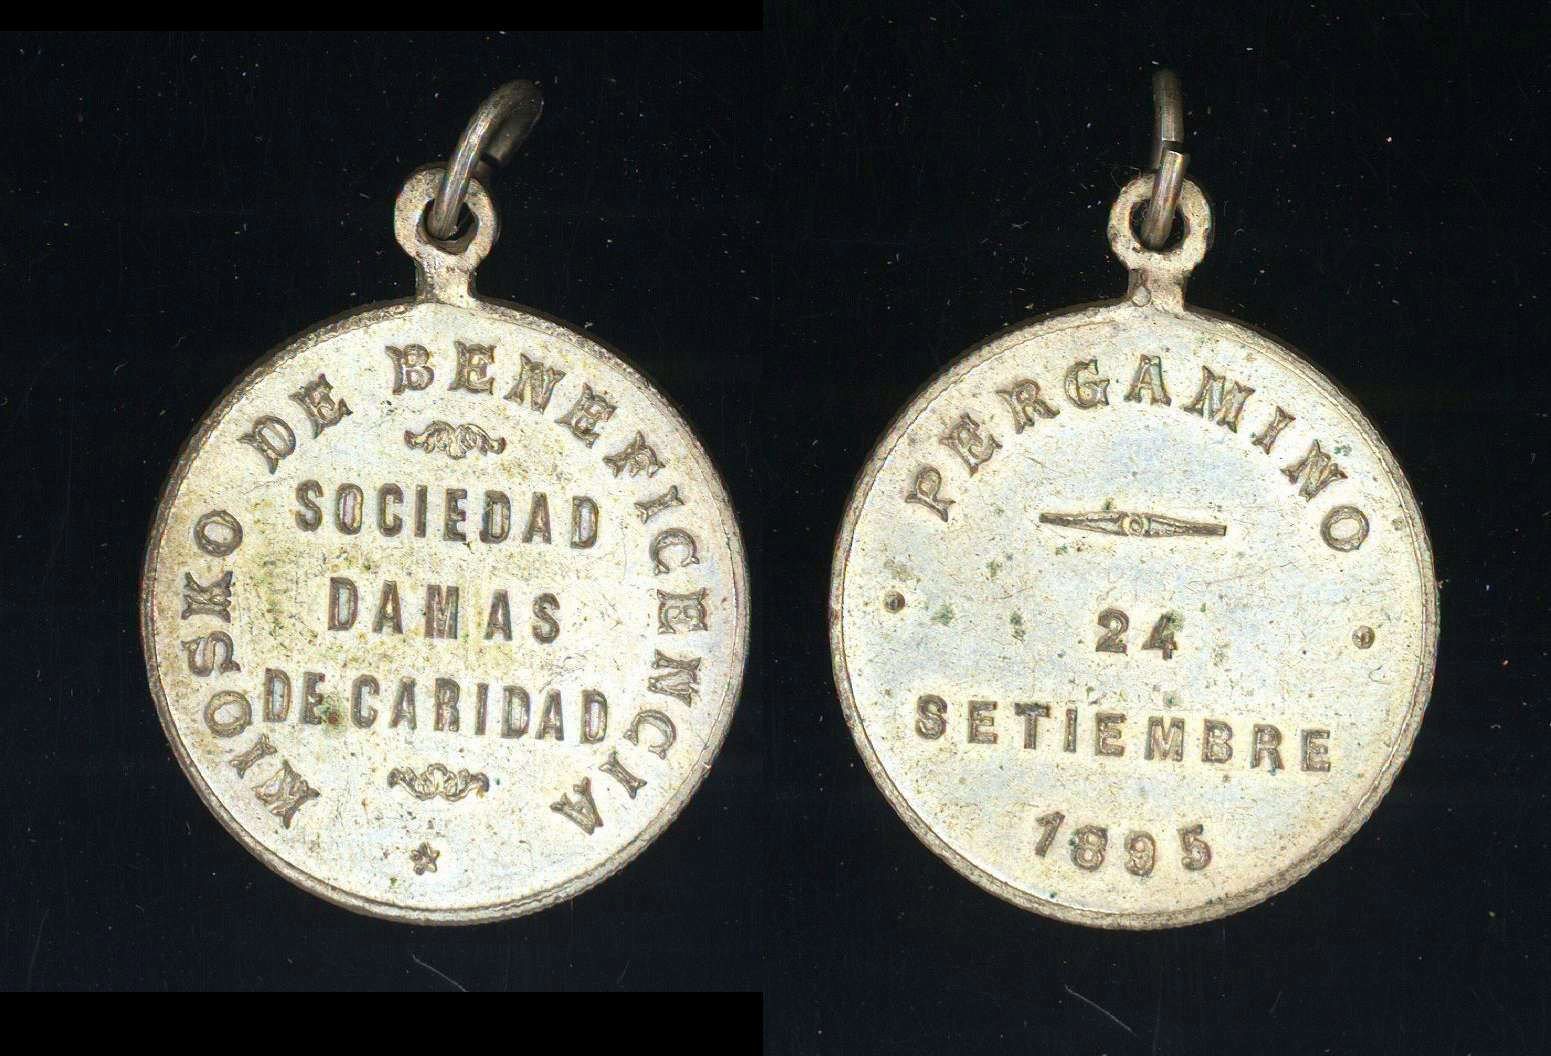 KIOSKO DE BENEFICENCIA
SOCIEDAD
DAMAS
DE CARIDAD
PERGAMINO
24
SETIEMBRE
1895